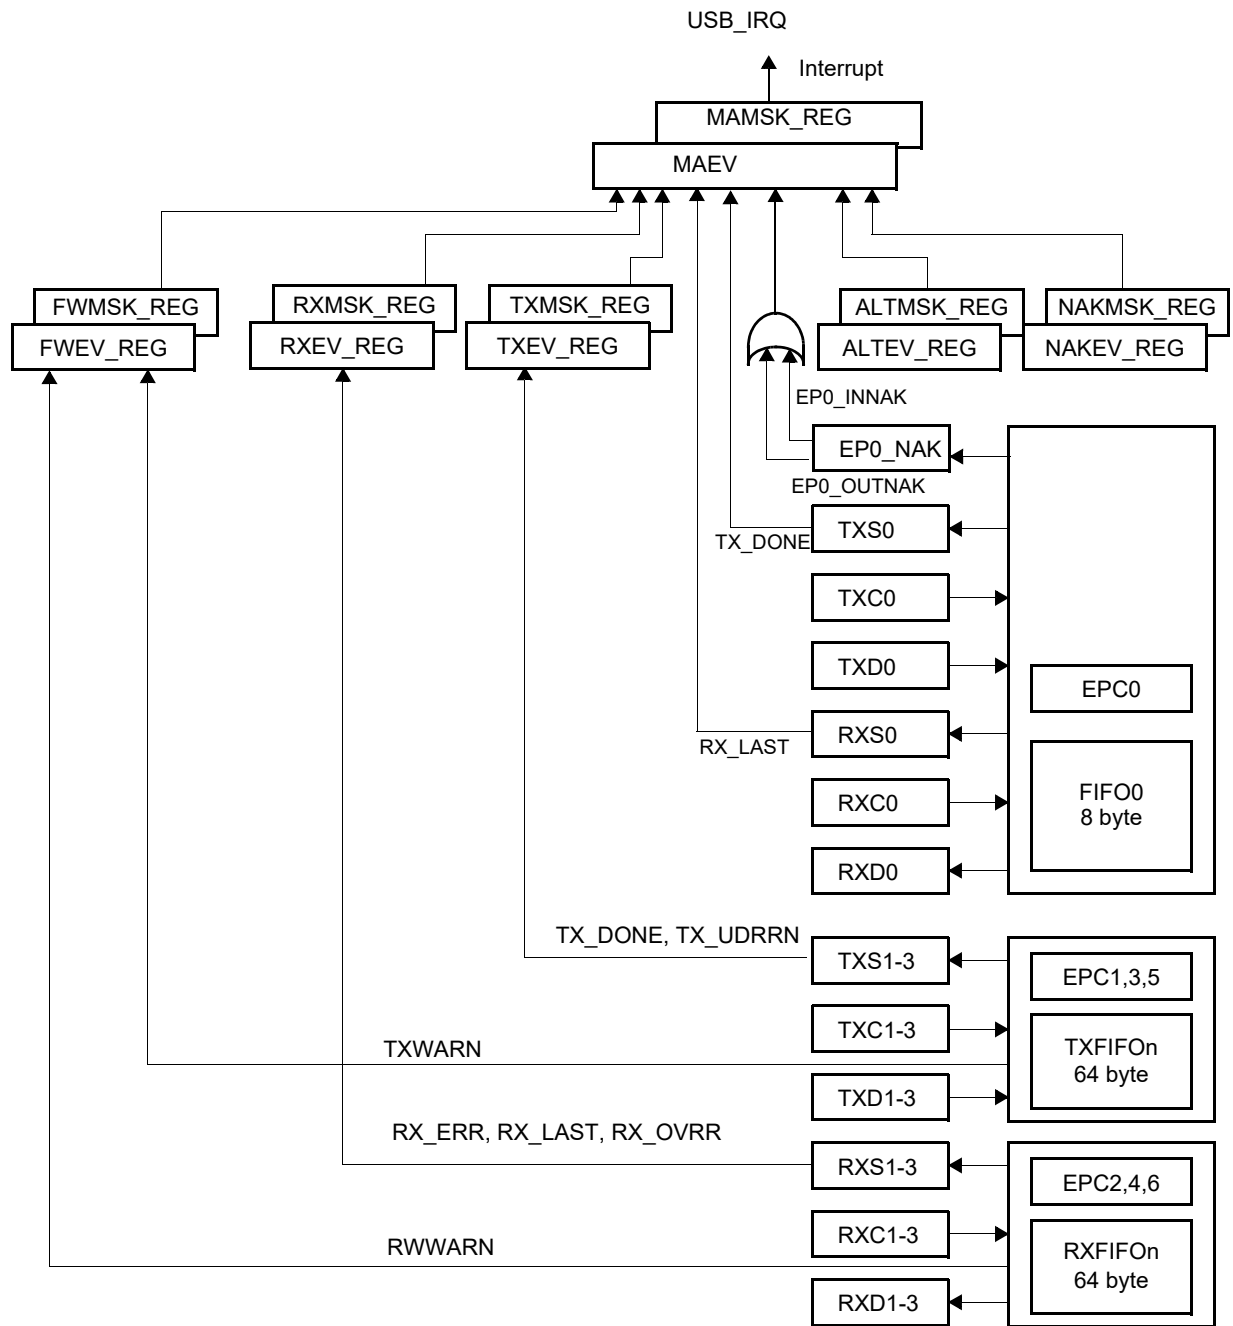 USB_IRQ
Interrupt
MAMSK_REG
MAEV
FWMSK_REG
RXMSK_REG
TXMSK_REG
ALTMSK_REG
NAKMSK_REG
FWEV_REG
RXEV_REG
TXEV_REG
ALTEV_REG
NAKEV_REG
EP0_INNAK
EP0_NAK
EP0_OUTNAK
TXS0
TX_DONE
TXC0
TXD0
EPC0
RXS0
RX_LAST
FIFO0
8 byte
RXC0
RXD0
TX_DONE, TX_UDRRN
TXS1-3
EPC1,3,5
TXC1-3
TXWARN
TXFIFOn
64 byte
TXD1-3
RX_ERR, RX_LAST, RX_OVRR
RXS1-3
EPC2,4,6
RXC1-3
RWWARN
RXFIFOn
64 byte
RXD1-3